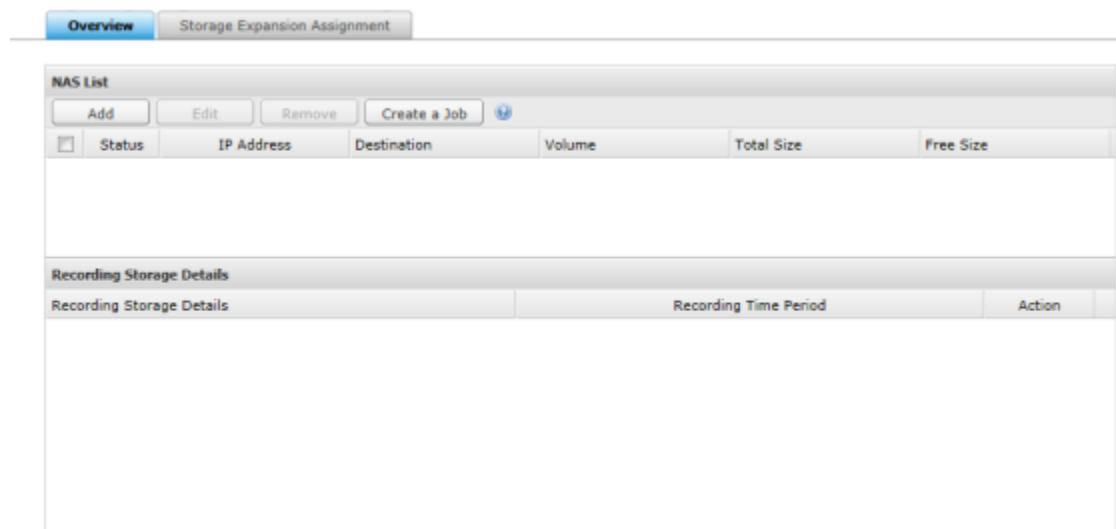 Overview Storage Expansion Assignment
NAS List
Add Edit Remove Create a Job
Status IP Address Destination Volume Total Size Free Size
Recording Storage Details
Recording Storage Details Recording Time Period Action